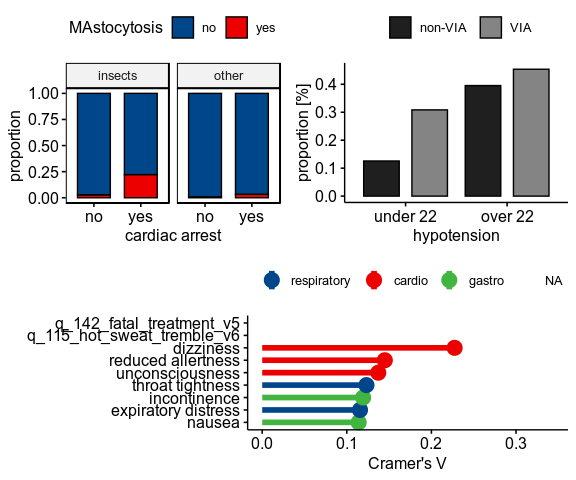 MAstocytosis no yes
insects other
1.00
0.75
0.50
0.25
0.00
proportion
no yes no yes
cardiac arrest
non-VIA VIA
0.4
0.3
0.2
0.1
0.0
proportion [%]
under 22 over 22
hypotension
respiratory cardio gastro NA
q_142_fatal_treatment_v5
q_115_hot_sweat_tremble_v6
dizziness
reduced allertness
unconsciousness
throat tightness
incontinence
expiratory distress
nausea
0.0 0.1 0.2 0.3
Cramer's V